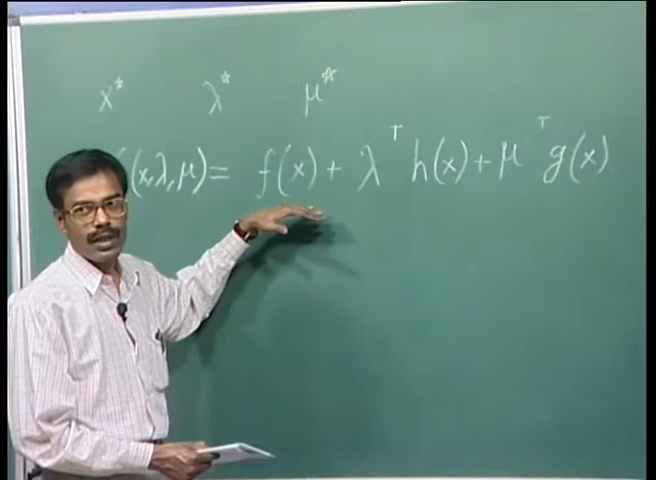 x* λ* μ*
(x,λ,μ)= f(x)+ λᵀ h(x)+μᵀ g(x)